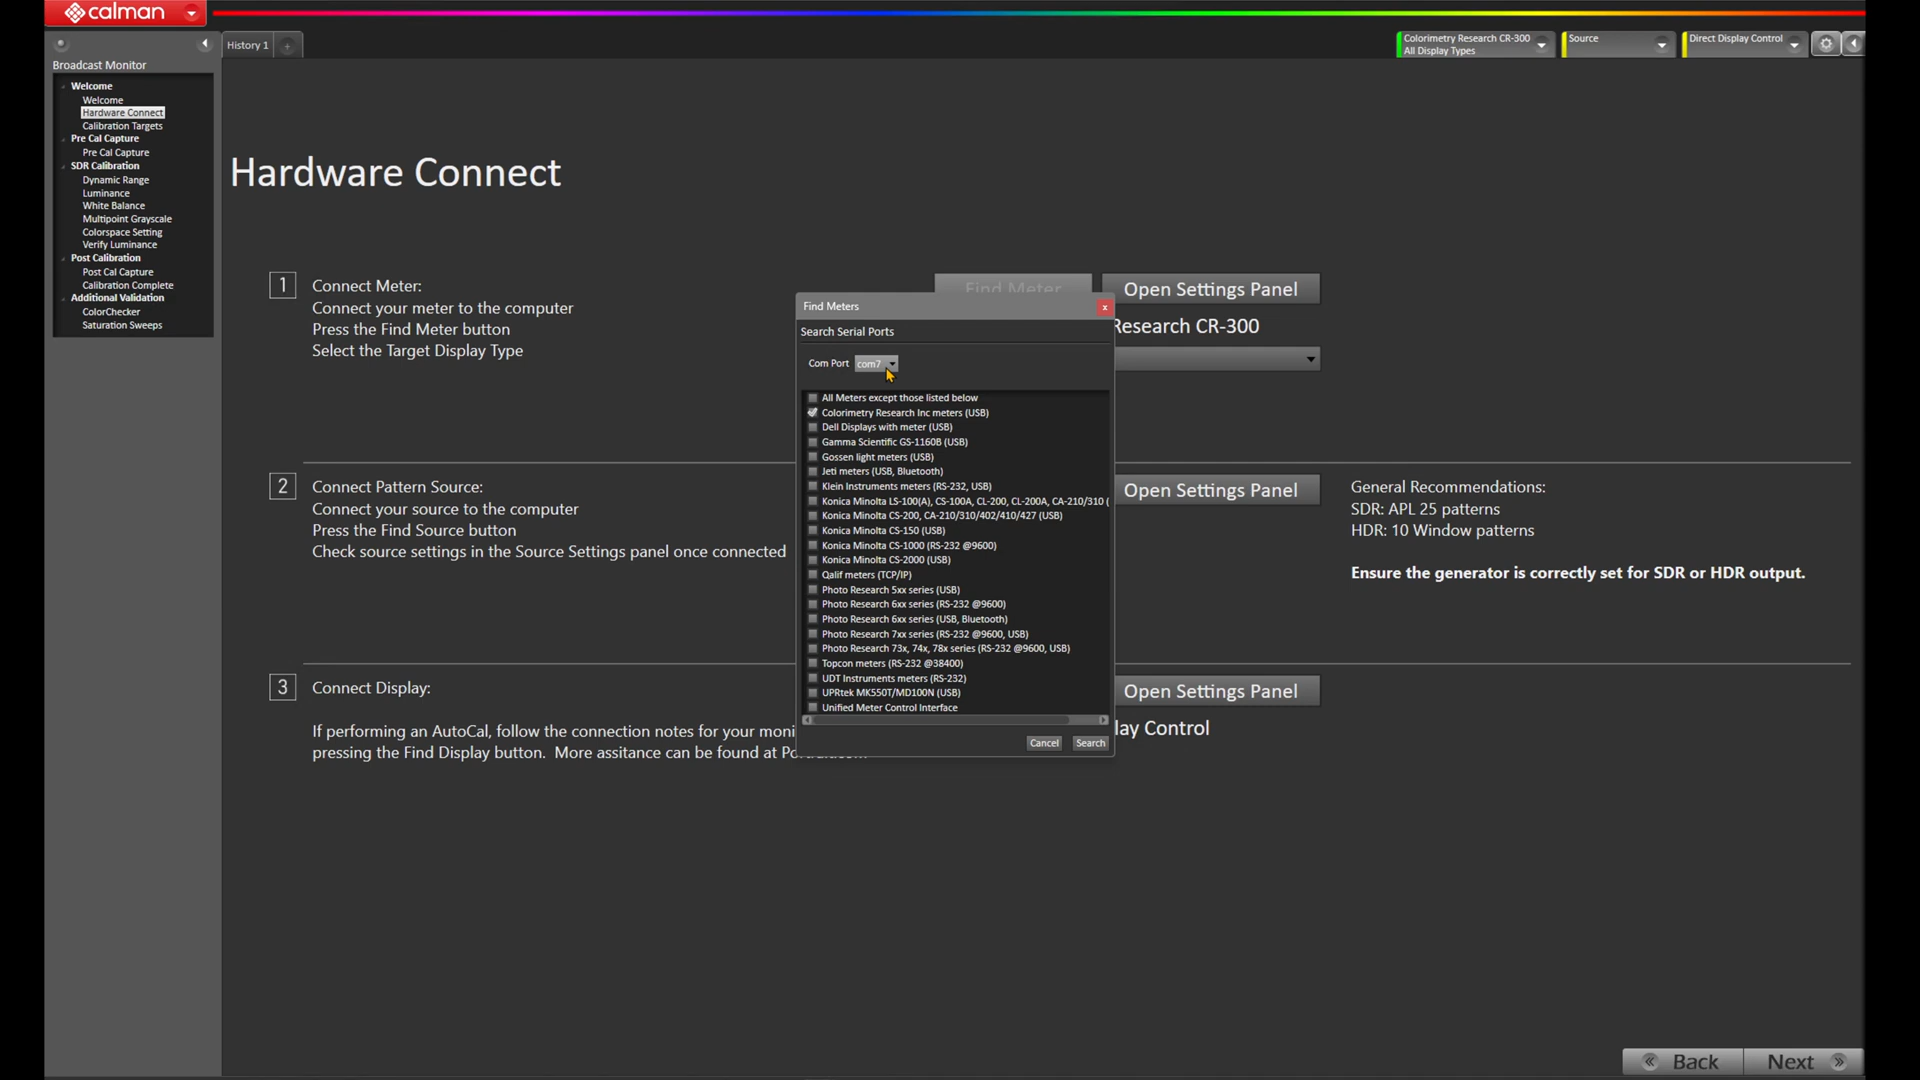 calman
Broadcast Monitor
Welcome
Welcome
Hardware Connect
Calibration Targets
Pre Cal Capture
Pre Cal Capture
SDR Calibration
Dynamic Range
Luminance
White Balance
Multipoint Grayscale
Colorspace Setting
Verify Luminance
Post Calibration
Post Cal Capture
Calibration Complete
Additional Validation
ColorChecker
Saturation Sweeps
History 1
+
Colorimetry Research CR-300
All Display Types
Source
Direct Display Control
Hardware Connect
1
Connect Meter:
Connect your meter to the computer
Press the Find Meter button
Select the Target Display Type
Find Meter
Open Settings Panel
Research CR-300
Find Meters
x
Search Serial Ports
Com Port com7
All Meters except those listed below
Colorimetry Research Inc meters (USB)
Dell Displays with meter (USB)
Gamma Scientific GS-1160B (USB)
Gossen light meters (USB)
Jeti meters (USB, Bluetooth)
Klein Instruments meters (RS-232, USB)
Konica Minolta LS-100(A), CS-100A, CL-200, CL-200A, CA-210/310 (
Konica Minolta CS-200, CA-210/310/402/410/427 (USB)
Konica Minolta CS-150 (USB)
Konica Minolta CS-1000 (RS-232 @9600)
Konica Minolta CS-2000 (USB)
Qalif meters (TCP/IP)
Photo Research 5xx series (USB)
Photo Research 6xx series (RS-232 @9600)
Photo Research 6xx series (USB, Bluetooth)
Photo Research 7xx series (RS-232 @9600, USB)
Photo Research 73x, 74x, 78x series (RS-232 @9600, USB)
Topcon meters (RS-232 @38400)
UDT Instruments meters (RS-232)
UPRtek MK550T/MD100N (USB)
Unified Meter Control Interface
Cancel
Search
2
Connect Pattern Source:
Connect your source to the computer
Press the Find Source button
Check source settings in the Source Settings panel once connected
Open Settings Panel
General Recommendations:
SDR: APL 25 patterns
HDR: 10 Window patterns
Ensure the generator is correctly set for SDR or HDR output.
3
Connect Display:
If performing an AutoCal, follow the connection notes for your moni
pressing the Find Display button. More assitance can be found at
Open Settings Panel
lay Control
Back
Next